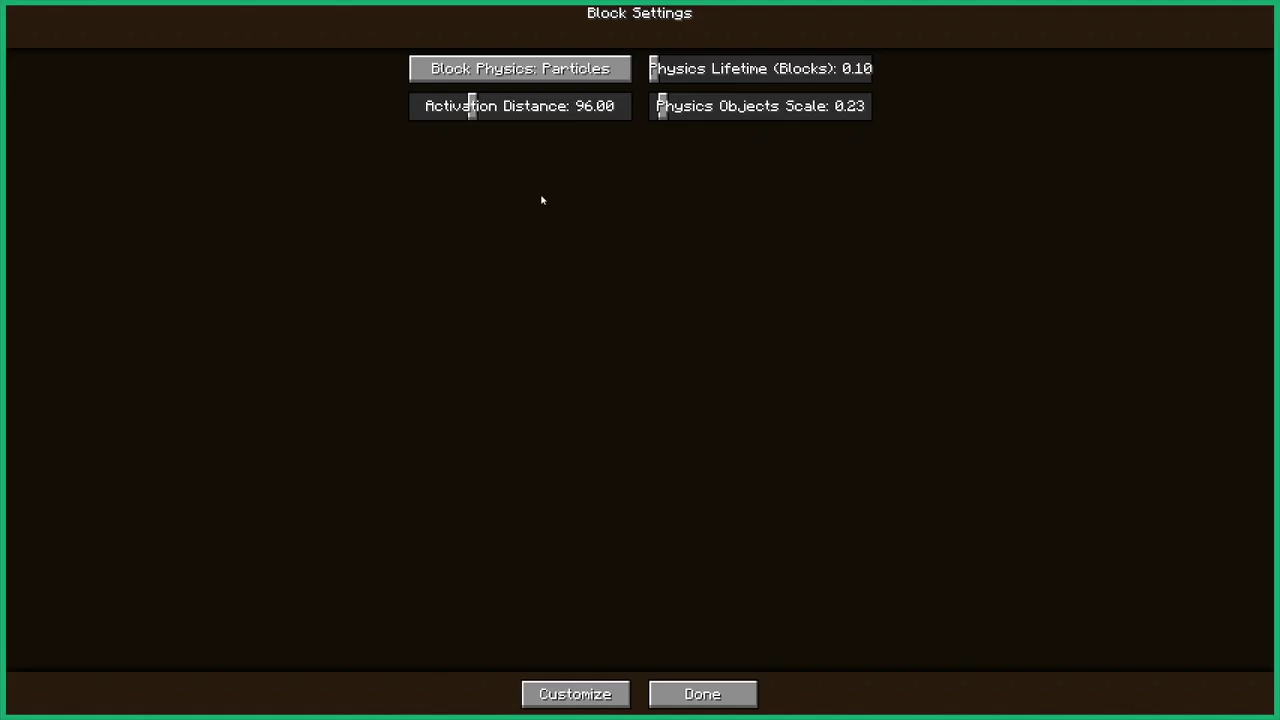 Block Settings
Block Physics: Particles
Physics Lifetime (Blocks): 0.10
Activation Distance: 96.00
Physics Objects Scale: 0.23
Customize
Done